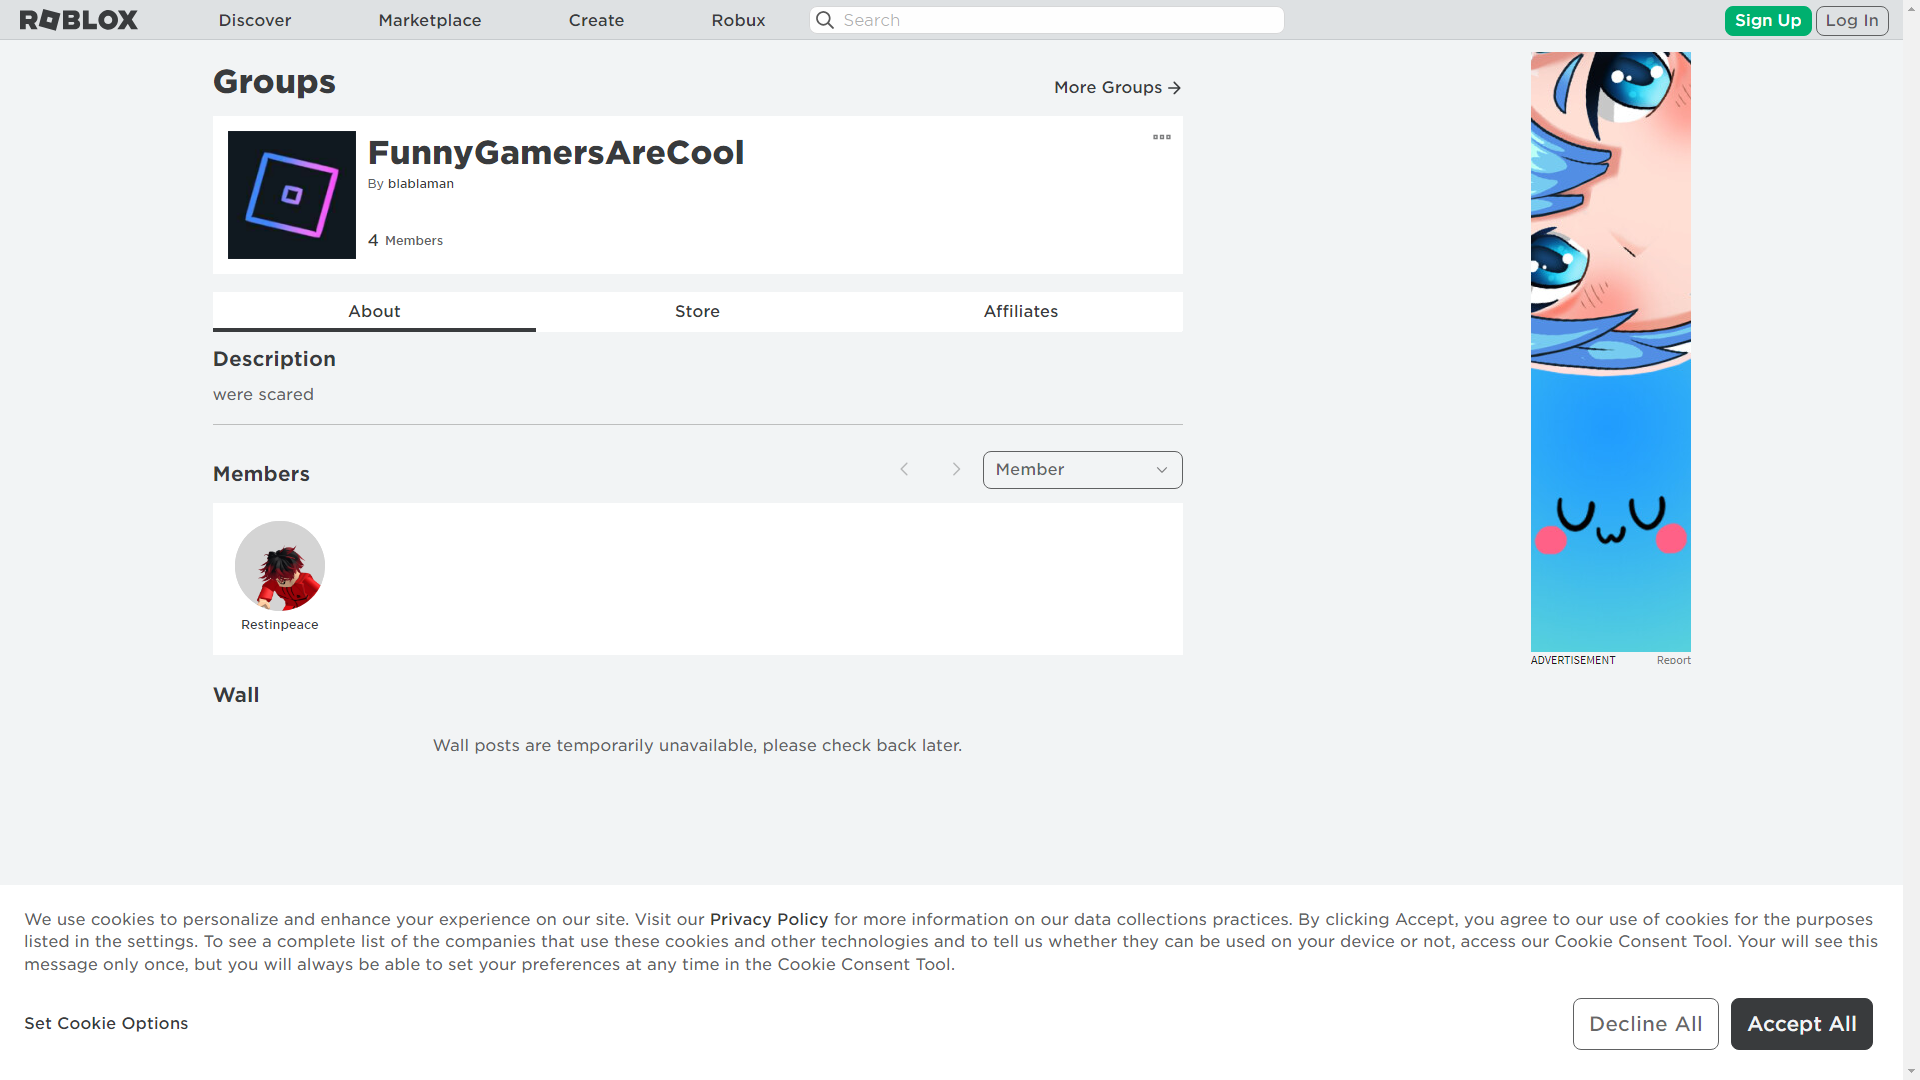 ROBLOX
Discover
Marketplace
Create
Robux
Search
Sign Up
Log In
Groups
More Groups
FunnyGamersAreCool
By blablaman
4 Members
About
Store
Affiliates
Description
were scared
Members
Member
Restinpeace
Wall
Wall posts are temporarily unavailable, please check back later.
ADVERTISEMENT
Report
We use cookies to personalize and enhance your experience on our site. Visit our Privacy Policy for more information on our data collections practices. By clicking Accept, you agree to our use of cookies for the purposes
listed in the settings. To see a complete list of the companies that use these cookies and other technologies and to tell us whether they can be used on your device or not, access our Cookie Consent Tool. Your will see this
message only once, but you will always be able to set your preferences at any time in the Cookie Consent Tool.
Set Cookie Options
Decline All
Accept All